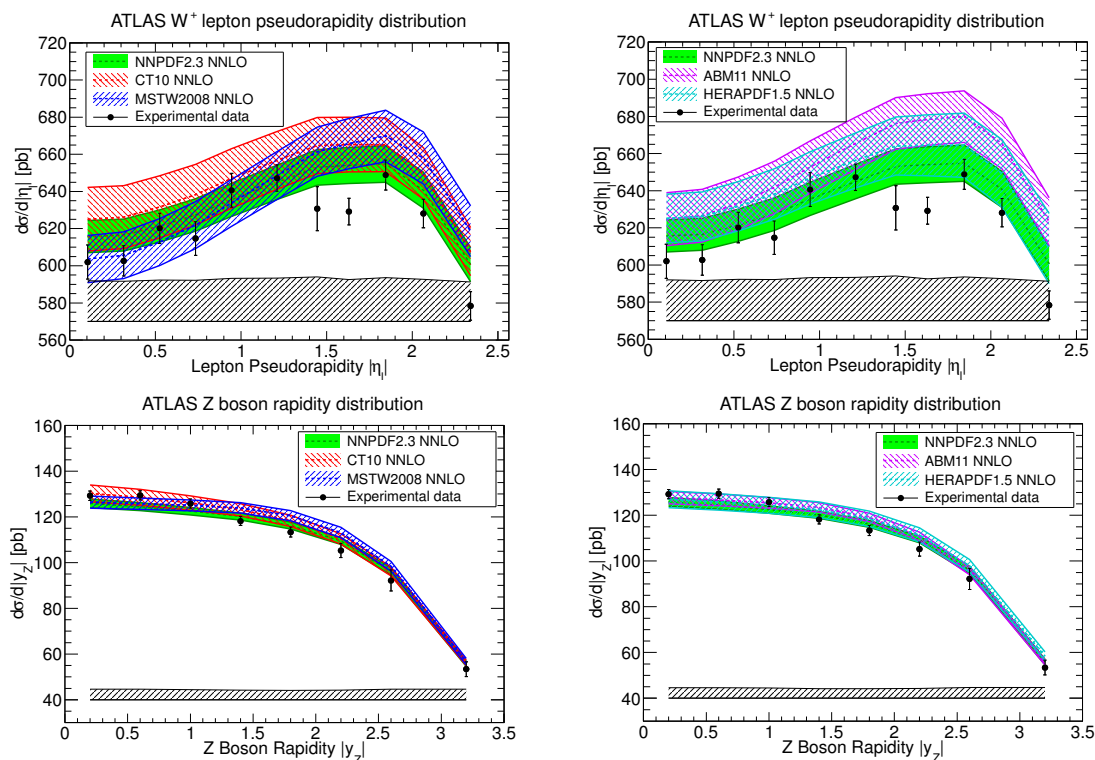 ATLAS W+ lepton pseudorapidity distribution
720
700
680
660
640
620
600
580
560
dσ/d|η_l| [pb]
NNPDF2.3 NNLO
CT10 NNLO
MSTW2008 NNLO
Experimental data
0 0.5 1 1.5 2 2.5
Lepton Pseudorapidity |η_l|
ATLAS W+ lepton pseudorapidity distribution
720
700
680
660
640
620
600
580
560
dσ/d|η_l| [pb]
NNPDF2.3 NNLO
ABM11 NNLO
HERAPDF1.5 NNLO
Experimental data
0 0.5 1 1.5 2 2.5
Lepton Pseudorapidity |η_l|
ATLAS Z boson rapidity distribution
160
140
120
100
80
60
40
dσ/d|y_Z| [pb]
NNPDF2.3 NNLO
CT10 NNLO
MSTW2008 NNLO
Experimental data
0 0.5 1 1.5 2 2.5 3 3.5
Z Boson Rapidity |y_Z|
ATLAS Z boson rapidity distribution
160
140
120
100
80
60
40
dσ/d|y_Z| [pb]
NNPDF2.3 NNLO
ABM11 NNLO
HERAPDF1.5 NNLO
Experimental data
0 0.5 1 1.5 2 2.5 3 3.5
Z Boson Rapidity |y_Z|